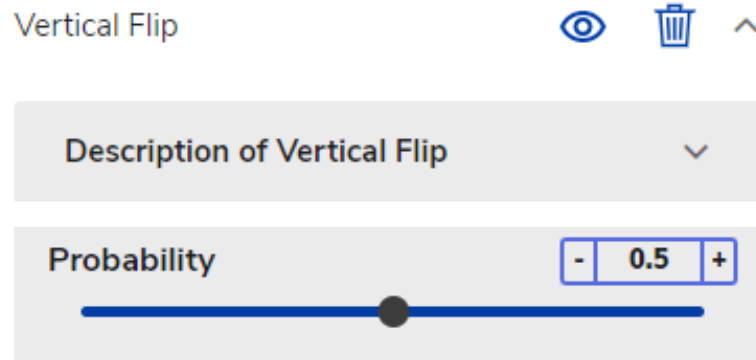 Vertical Flip
Description of Vertical Flip
Probability - 0.5 +